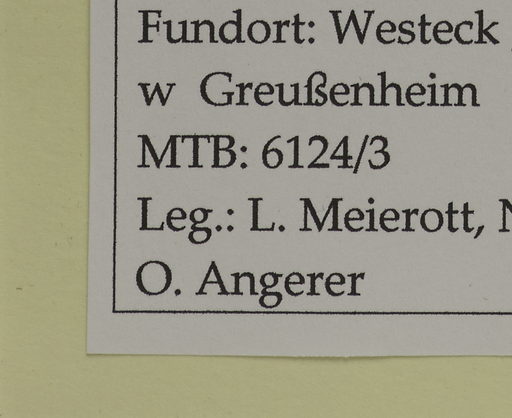 Fundort: Westeck
w Greußenheim
MTB: 6124/3
Leg.: L. Meierott,
O. Angerer